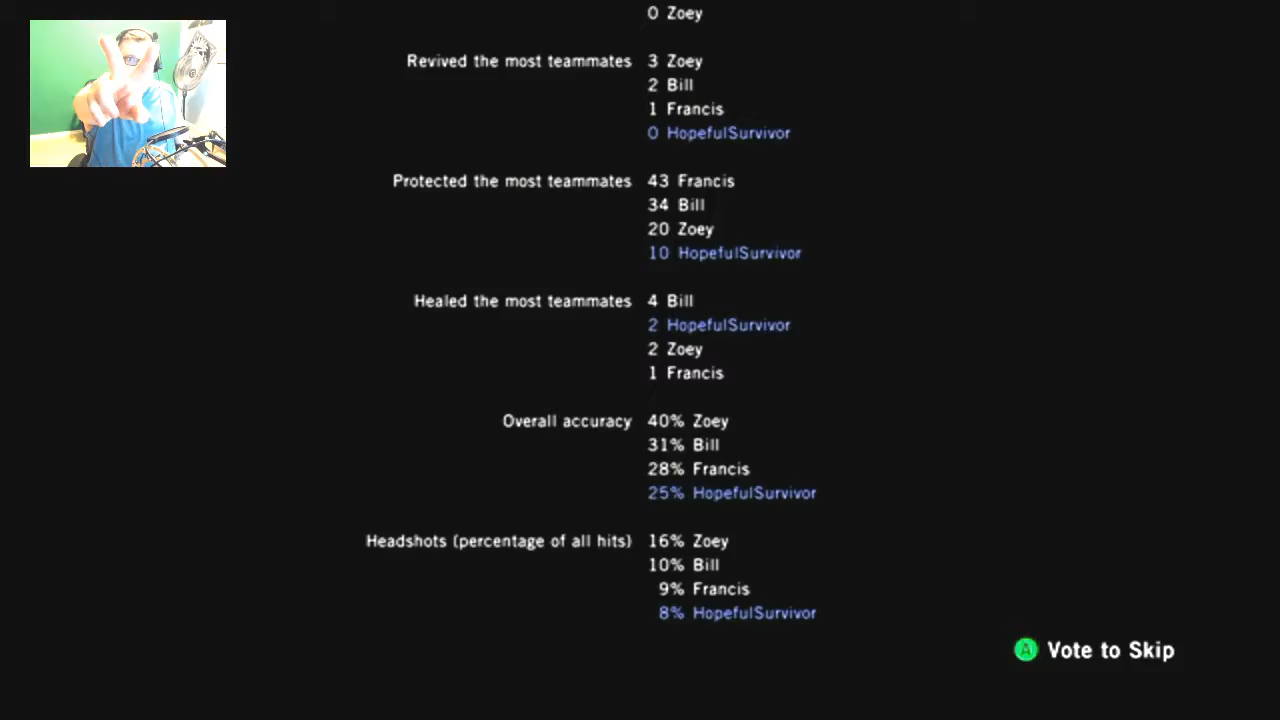 0 Zoey
Revived the most teammates 3 Zoey
2 Bill
1 Francis
0 HopefulSurvivor
Protected the most teammates 43 Francis
34 Bill
20 Zoey
10 HopefulSurvivor
Healed the most teammates 4 Bill
2 HopefulSurvivor
2 Zoey
1 Francis
Overall accuracy 40% Zoey
31% Bill
28% Francis
25% HopefulSurvivor
Headshots (percentage of all hits) 16% Zoey
10% Bill
9% Francis
8% HopefulSurvivor
A Vote to Skip